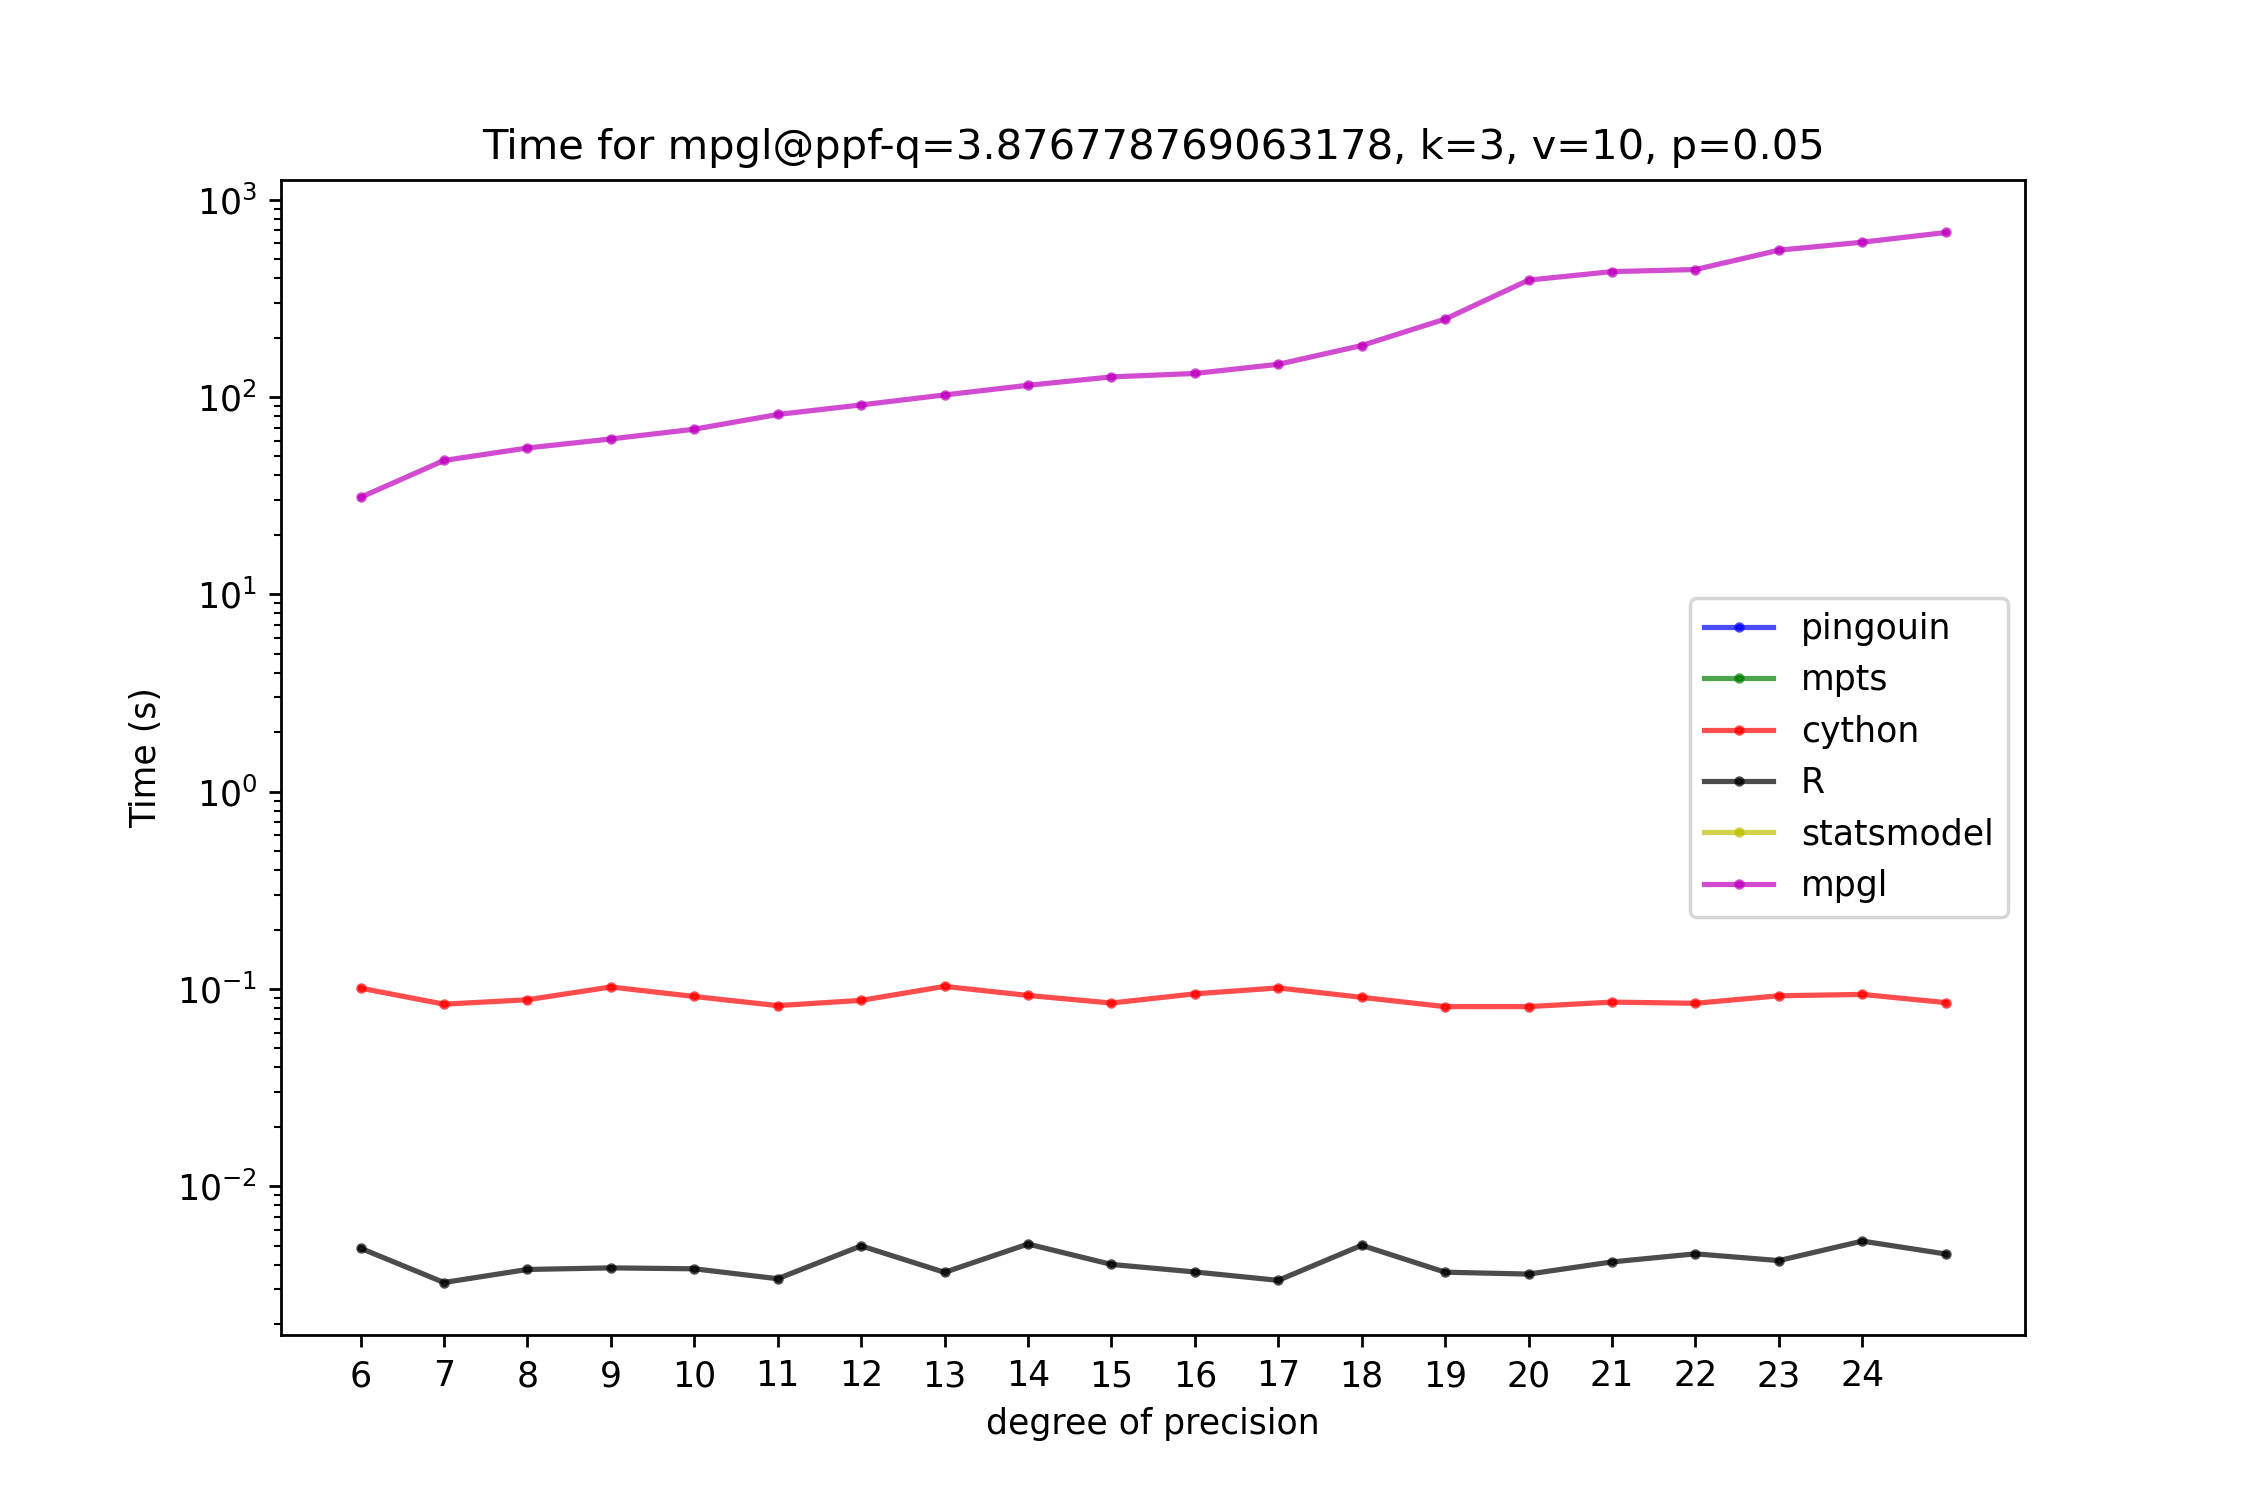 Time for mpgl@ppf-q=3.876778769063178, k=3, v=10, p=0.05
10³
10²
10¹
10⁰
10⁻¹
10⁻²
Time (s)
pingouin
mpts
cython
R
statsmodel
mpgl
6 7 8 9 10 11 12 13 14 15 16 17 18 19 20 21 22 23 24
degree of precision